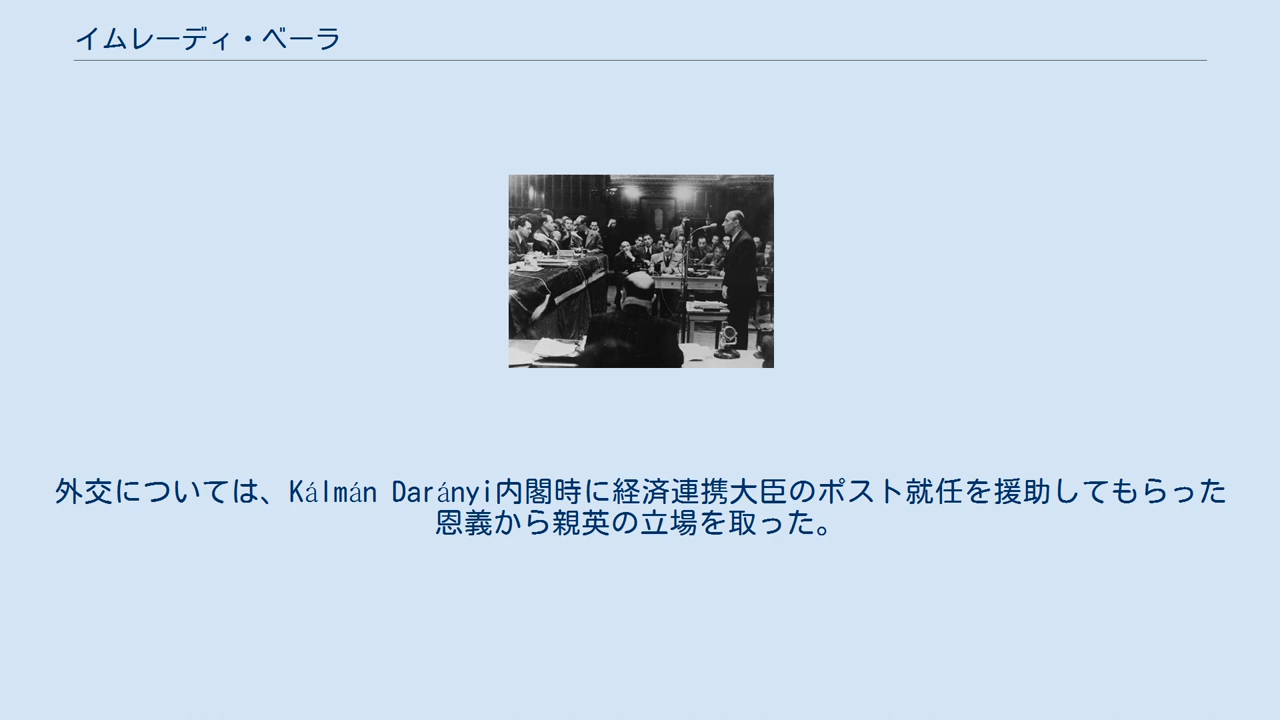 イムレーディ・ベーラ
外交については、Kálmán Darányi内閣時に経済連携大臣のポスト就任を援助してもらった
恩義から親英の立場を取った。